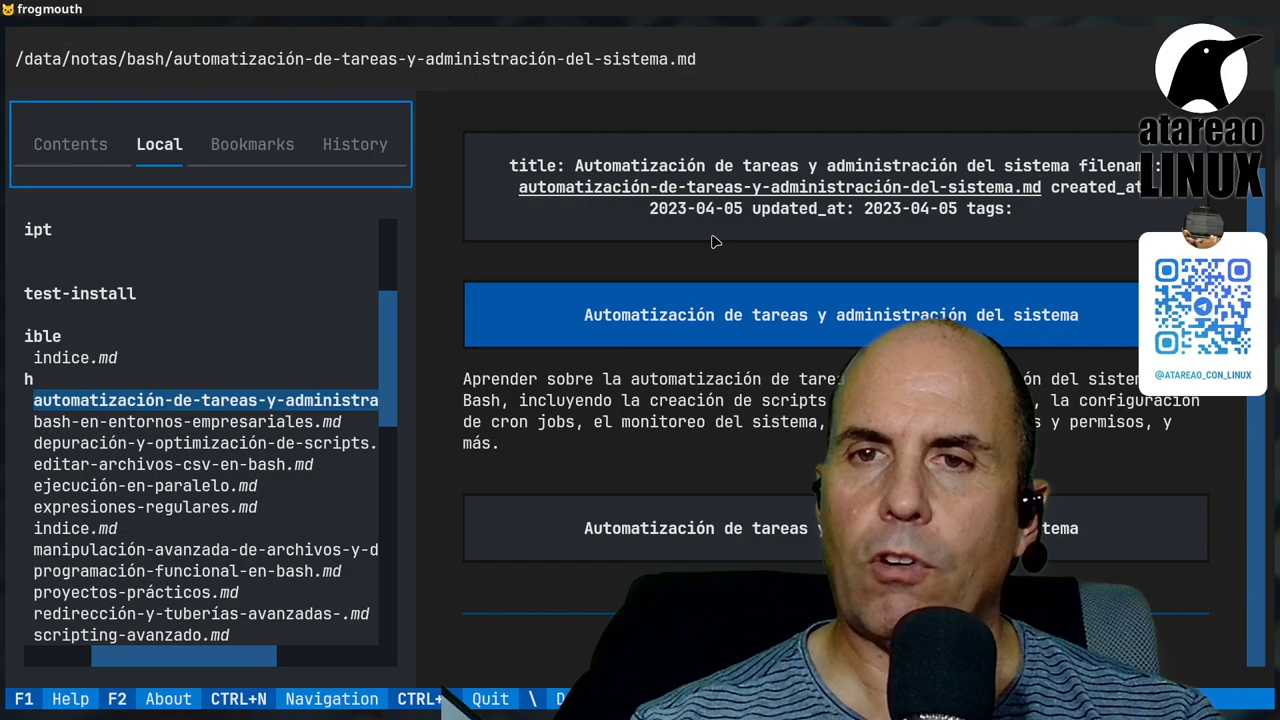 frogmouth
/data/notas/bash/automatización-de-tareas-y-administración-del-sistema.md
Contents Local Bookmarks History
ipt
test-install
ible
indice.md
h
automatización-de-tareas-y-administra
bash-en-entornos-empresariales.md
depuración-y-optimización-de-scripts.
editar-archivos-csv-en-bash.md
ejecución-en-paralelo.md
expresiones-regulares.md
indice.md
manipulación-avanzada-de-archivos-y-d
programación-funcional-en-bash.md
proyectos-prácticos.md
redirección-y-tuberías-avanzadas-.md
scripting-avanzado.md
title: Automatización de tareas y administración del sistema filename:
automatización-de-tareas-y-administración-del-sistema.md created_at
2023-04-05 updated_at: 2023-04-05 tags:
Automatización de tareas y administración del sistema
Aprender sobre la automatización de tare ón del sistem
Bash, incluyendo la creación de scripts , la configuración
de cron jobs, el monitoreo del sistema, s y permisos, y
más.
Automatización de tareas y tema
atareao
LINUX
@ATAREAO_CON_LINUX
F1 Help F2 About CTRL+N Navigation CTRL+ Quit \ D